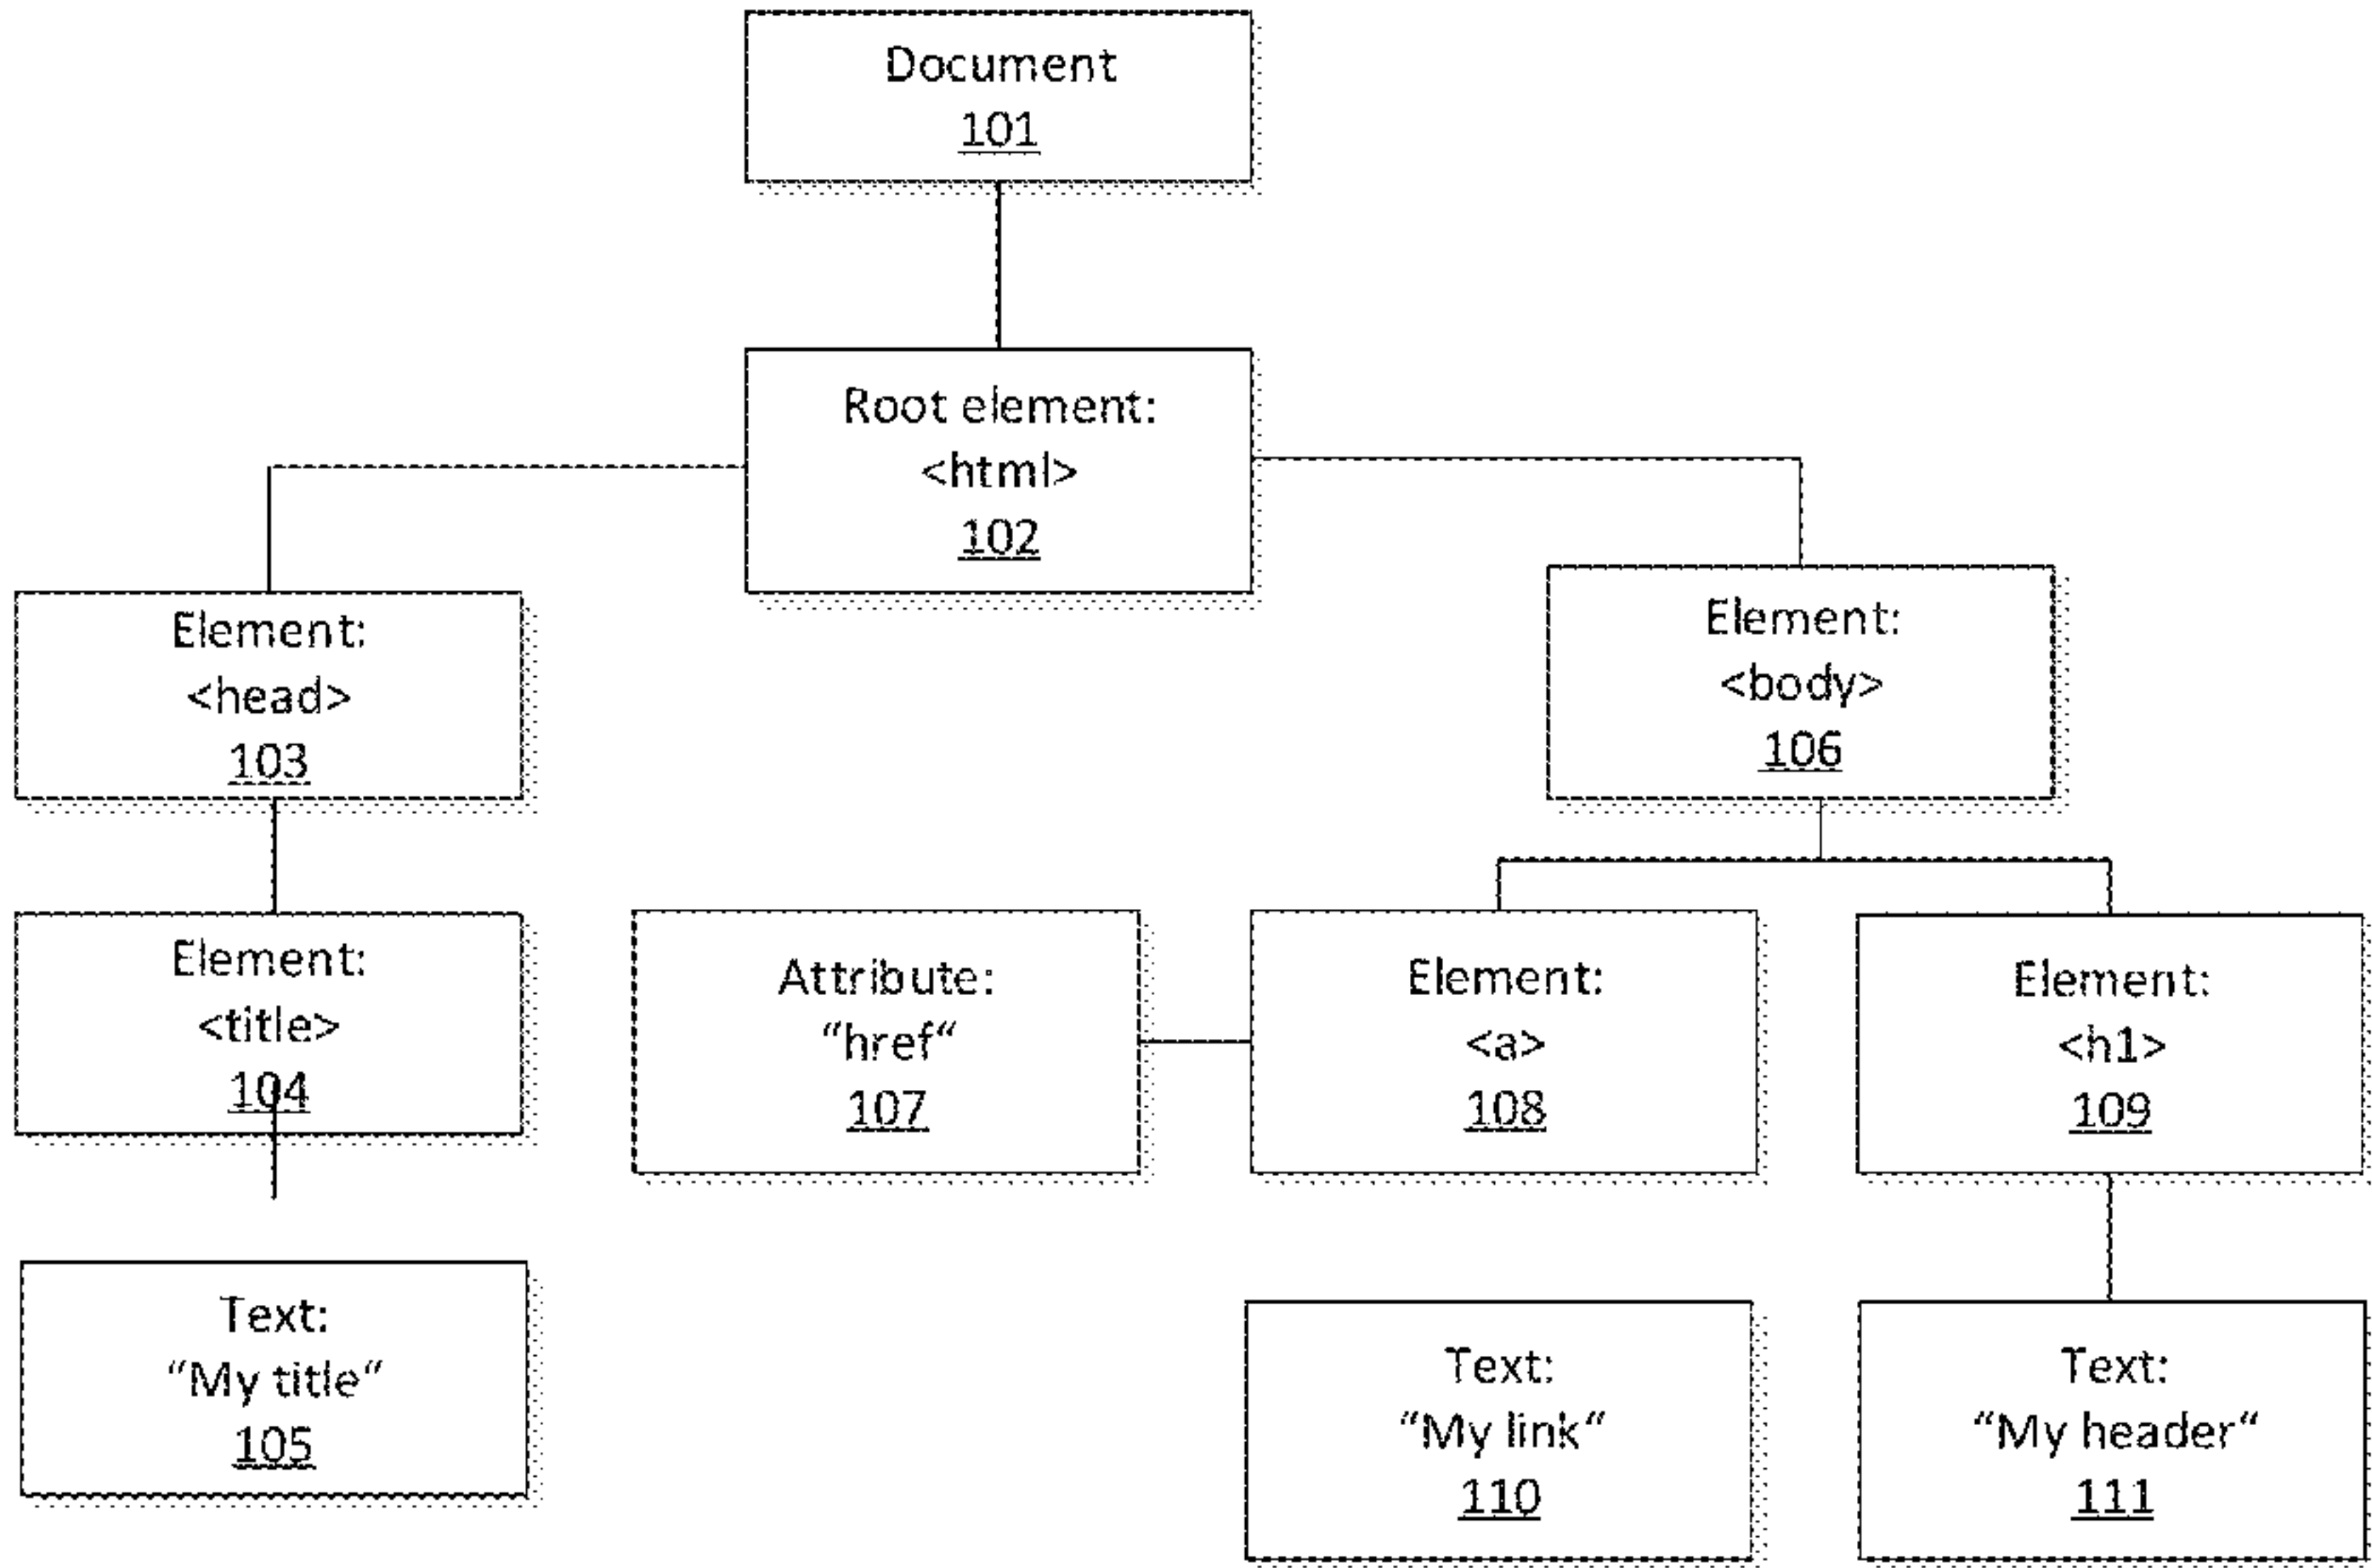 Document
101
Root element:
<html>
102
Element:
<head>
103
Element:
<body>
106
Element:
<title>
104
Attribute:
“href“
107
Element:
<a>
108
Element:
<h1>
109
Text:
“My title“
105
Text:
“My link“
110
Text:
“My header“
111